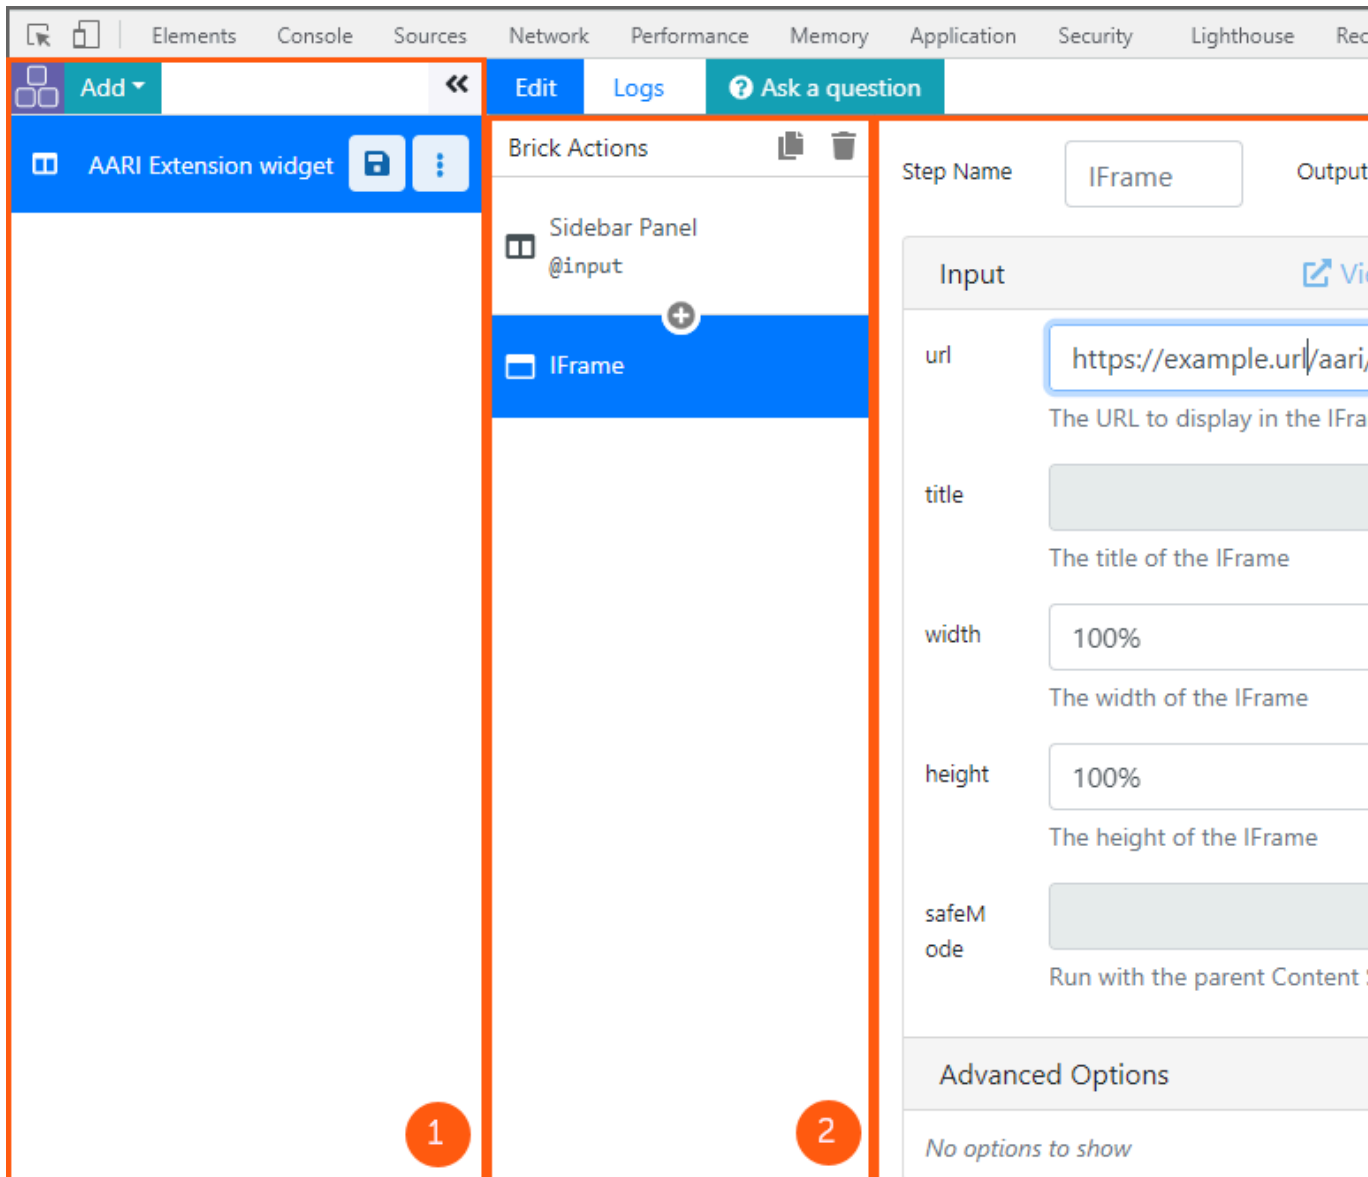 Elements Console Sources Network Performance Memory Application Security Lighthouse Rec
Add Edit Logs Ask a question
AARI Extension widget
Brick Actions
Sidebar Panel
@input
IFrame
Step Name IFrame Output
Input Vi
url https://example.url/aari/
The URL to display in the IFra
title
The title of the IFrame
width 100%
The width of the IFrame
height 100%
The height of the IFrame
safeM
ode
Run with the parent Content
Advanced Options
No options to show
1
2